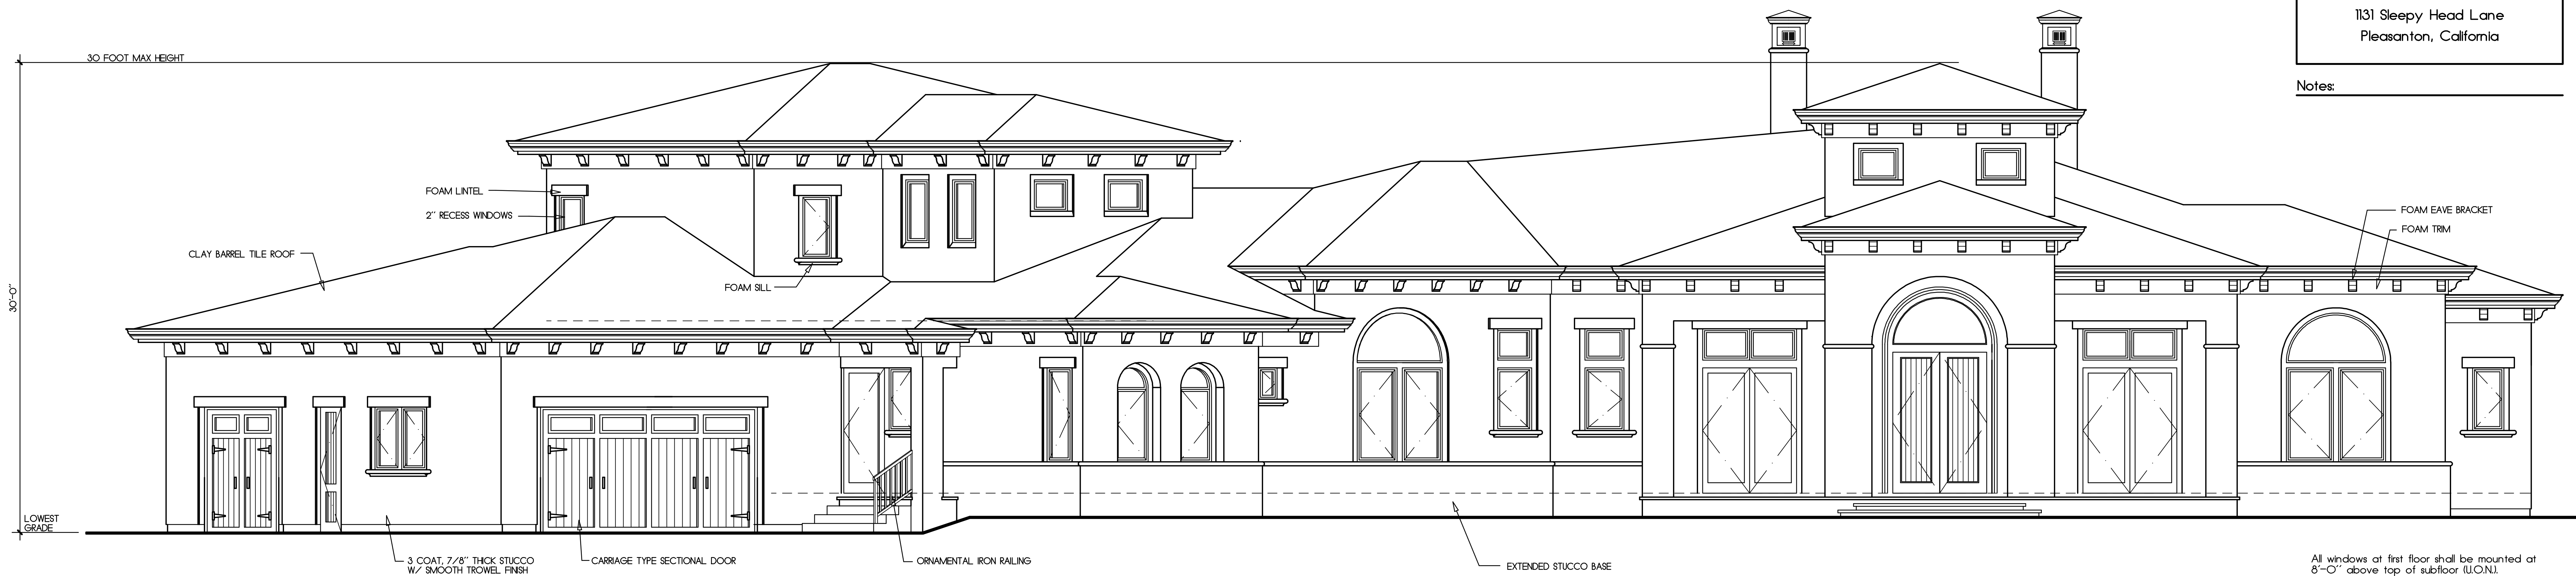 1131 Sleepy Head Lane
Pleasanton, California
Notes:
30 FOOT MAX HEIGHT
FOAM LINTEL
2'' RECESS WINDOWS
CLAY BARREL TILE ROOF
FOAM SILL
FOAM EAVE BRACKET
FOAM TRIM
30'-0''
LOWEST
GRADE
3 COAT, 7/8'' THICK STUCCO
W/ SMOOTH TROWEL FINISH
CARRIAGE TYPE SECTIONAL DOOR
ORNAMENTAL IRON RAILING
EXTENDED STUCCO BASE
All windows at first floor shall be mounted at
8'-0'' above top of subfloor (U.O.N.).